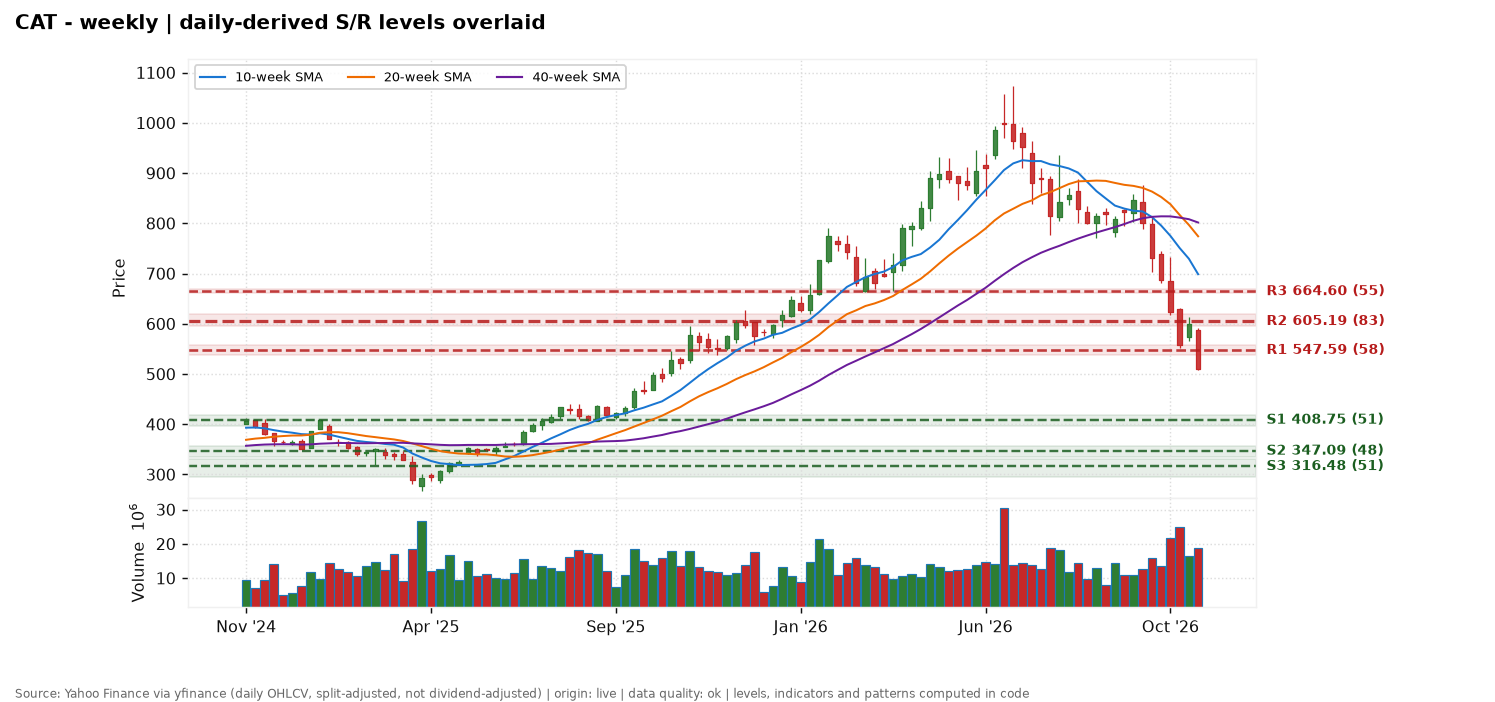 CAT - weekly | daily-derived S/R levels overlaid
10-week SMA 20-week SMA 40-week SMA
Price
1100
1000
900
800
700
600
500
400
300
R3 664.60 (55)
R2 605.19 (83)
R1 547.59 (58)
S1 408.75 (51)
S2 347.09 (48)
S3 316.48 (51)
Volume 10⁶
30
20
10
Nov '24 Apr '25 Sep '25 Jan '26 Jun '26 Oct '26
Source: Yahoo Finance via yfinance (daily OHLCV, split-adjusted, not dividend-adjusted) | origin: live | data quality: ok | levels, indicators and patterns computed in code